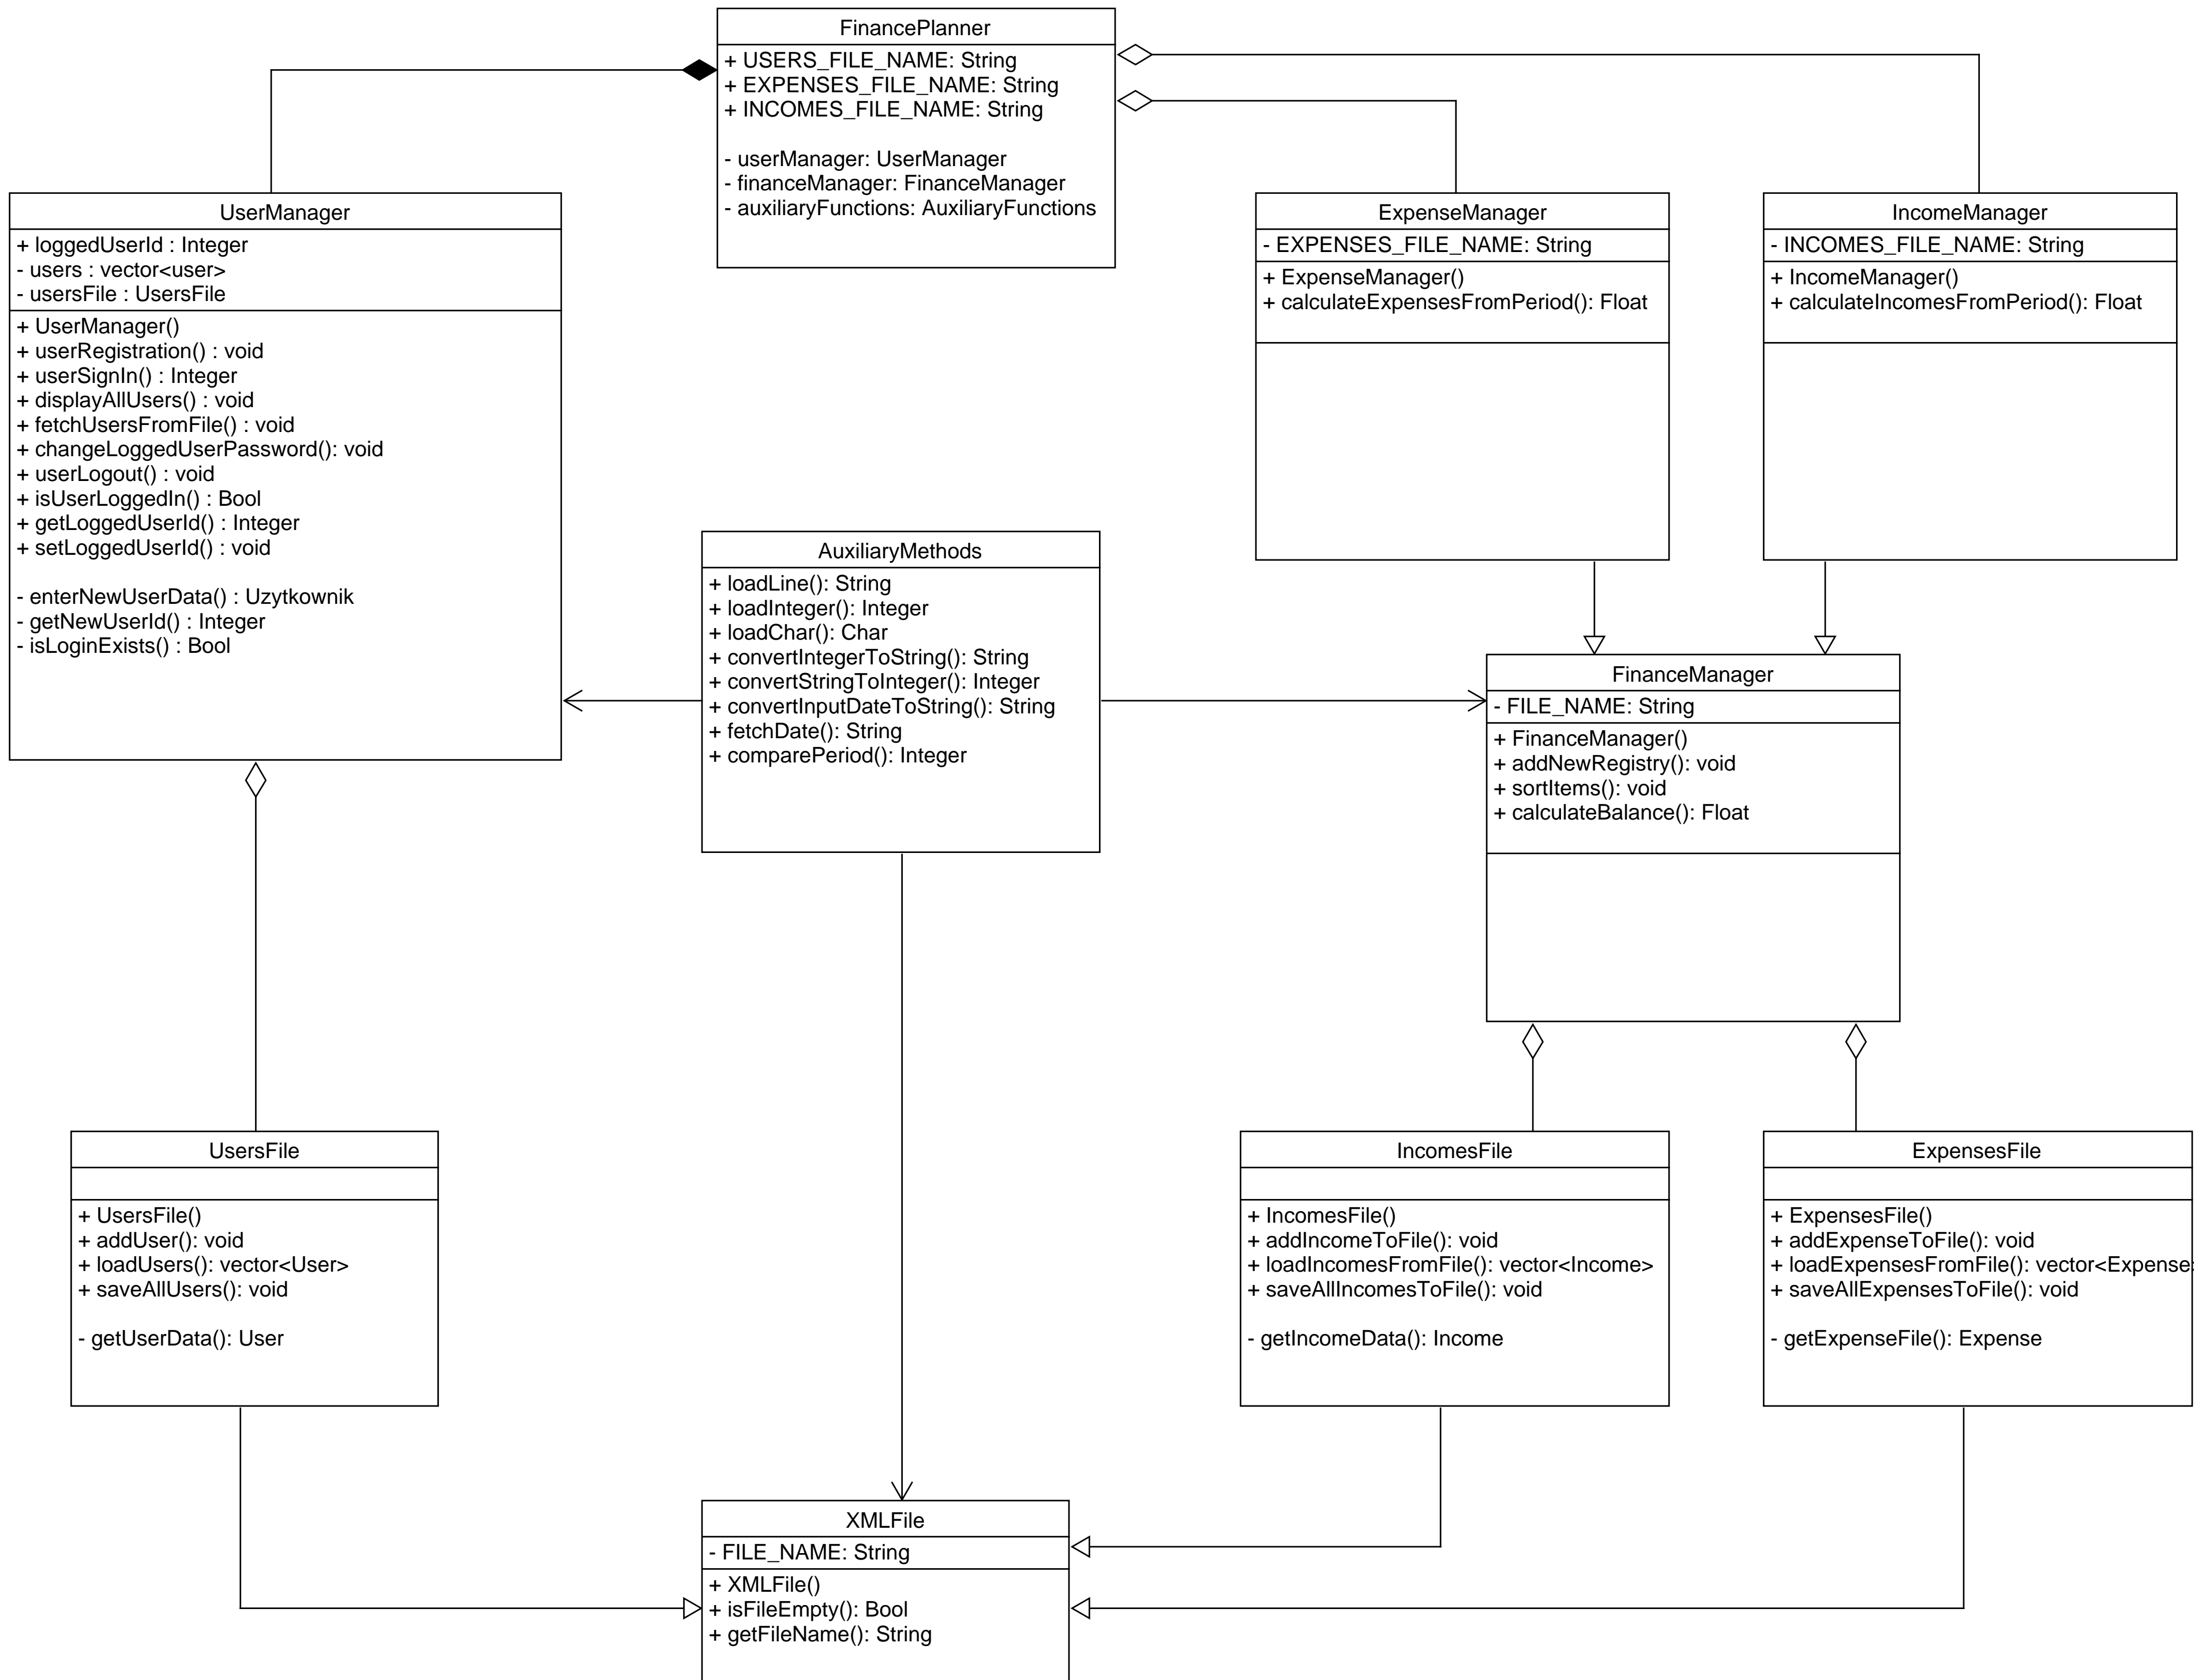 FinancePlanner
+ USERS_FILE_NAME: String
+ EXPENSES_FILE_NAME: String
+ INCOMES_FILE_NAME: String
- userManager: UserManager
- financeManager: FinanceManager
- auxiliaryFunctions: AuxiliaryFunctions
UserManager
+ loggedUserId : Integer
- users : vector<user>
- usersFile : UsersFile
+ UserManager()
+ userRegistration() : void
+ userSignIn() : Integer
+ displayAllUsers() : void
+ fetchUsersFromFile() : void
+ changeLoggedUserPassword(): void
+ userLogout() : void
+ isUserLoggedIn() : Bool
+ getLoggedUserId() : Integer
+ setLoggedUserId() : void
- enterNewUserData() : Uzytkownik
- getNewUserId() : Integer
- isLoginExists() : Bool
ExpenseManager
- EXPENSES_FILE_NAME: String
+ ExpenseManager()
+ calculateExpensesFromPeriod(): Float
IncomeManager
- INCOMES_FILE_NAME: String
+ IncomeManager()
+ calculateIncomesFromPeriod(): Float
AuxiliaryMethods
+ loadLine(): String
+ loadInteger(): Integer
+ loadChar(): Char
+ convertIntegerToString(): String
+ convertStringToInteger(): Integer
+ convertInputDateToString(): String
+ fetchDate(): String
+ comparePeriod(): Integer
FinanceManager
- FILE_NAME: String
+ FinanceManager()
+ addNewRegistry(): void
+ sortItems(): void
+ calculateBalance(): Float
UsersFile
+ UsersFile()
+ addUser(): void
+ loadUsers(): vector<User>
+ saveAllUsers(): void
- getUserData(): User
IncomesFile
+ IncomesFile()
+ addIncomeToFile(): void
+ loadIncomesFromFile(): vector<Income>
+ saveAllIncomesToFile(): void
- getIncomeData(): Income
ExpensesFile
+ ExpensesFile()
+ addExpenseToFile(): void
+ loadExpensesFromFile(): vector<Expense>
+ saveAllExpensesToFile(): void
- getExpenseFile(): Expense
XMLFile
- FILE_NAME: String
+ XMLFile()
+ isFileEmpty(): Bool
+ getFileName(): String